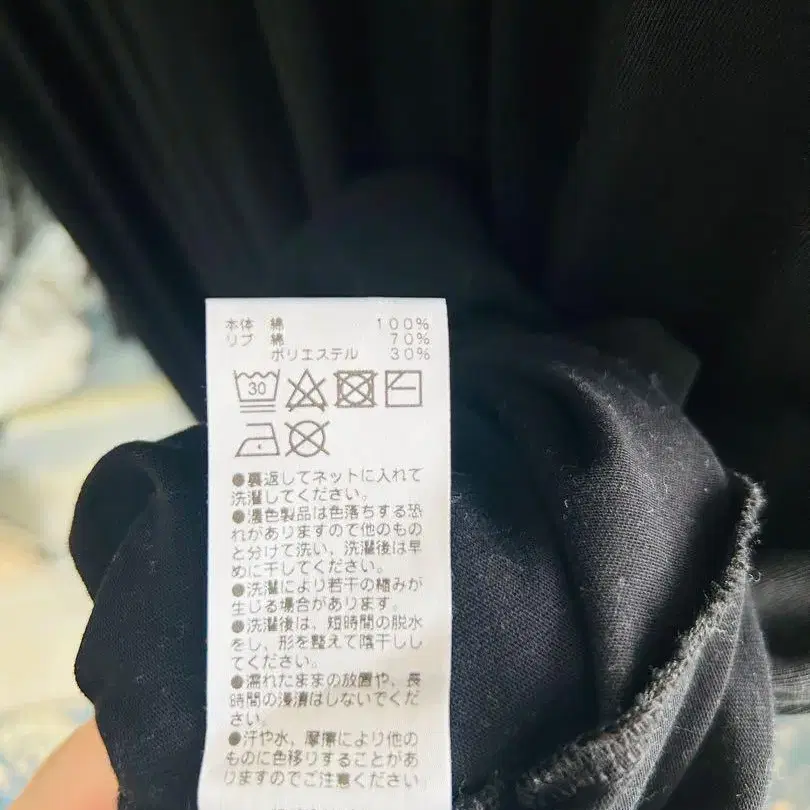 本体 綿 100%
リブ 綿 70%
ポリエステル 30%
30
●裏返してネットに入れて
洗濯してください。
●濃色製品は色落ちする恐
れがありますので他のもの
と分けて洗い、洗濯後は早
めに干してください。
●洗濯により若干の縮みが
生じる場合があります。
●洗濯後は、短時間の脱水
をし、形を整えて陰干しし
てください。
●濡れたままの放置や、長
時間の浸漬はしないでくだ
さい。
●汗や水、摩擦により他の
ものに色移りすることがあ
りますのでご注意ください